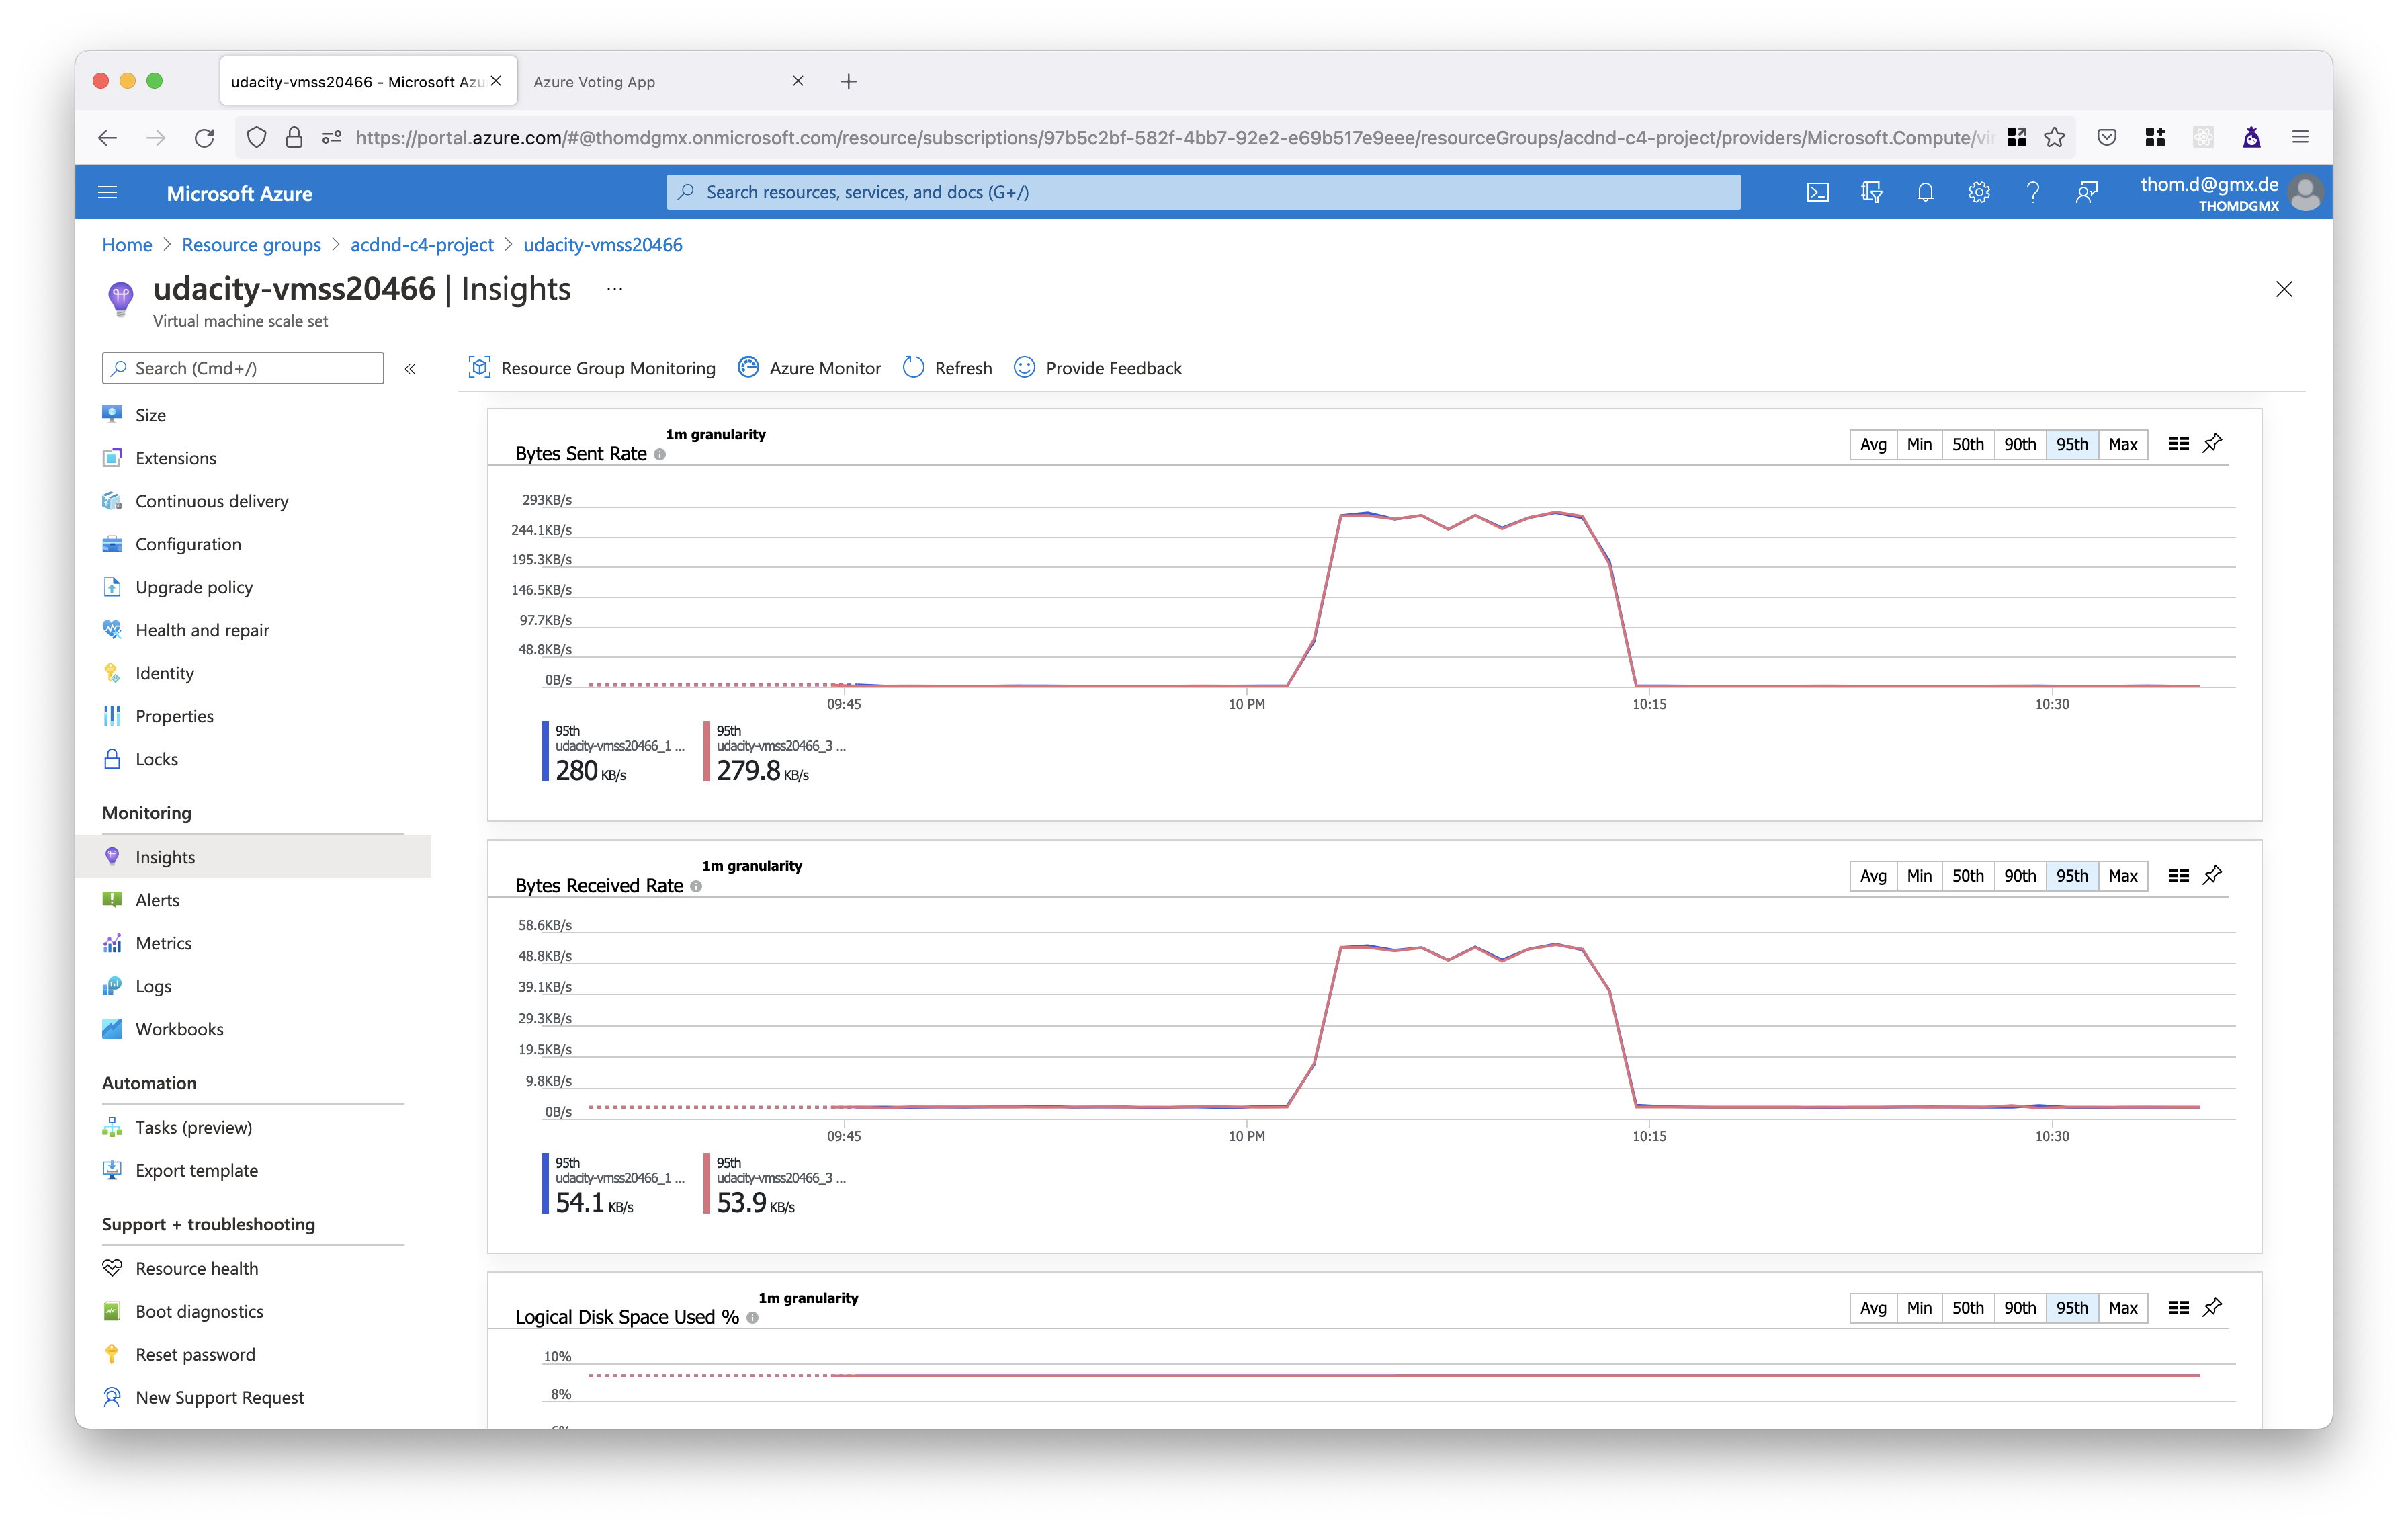 udacity-vmss20466 - Microsoft Azu
Azure Voting App
https://portal.azure.com/#@thomdgmx.onmicrosoft.com/resource/subscriptions/97b5c2bf-582f-4bb7-92e2-e69b517e9eee/resourceGroups/acdnd-c4-project/providers/Microsoft.Compute/vi
Microsoft Azure
Search resources, services, and docs (G+/)
thom.d@gmx.de
THOMDGMX
Home > Resource groups > acdnd-c4-project > udacity-vmss20466
udacity-vmss20466 | Insights ...
Virtual machine scale set
Search (Cmd+/)
«
Size
Extensions
Continuous delivery
Configuration
Upgrade policy
Health and repair
Identity
Properties
Locks
Monitoring
Insights
Alerts
Metrics
Logs
Workbooks
Automation
Tasks (preview)
Export template
Support + troubleshooting
Resource health
Boot diagnostics
Reset password
New Support Request
Resource Group Monitoring
Azure Monitor
Refresh
Provide Feedback
1m granularity
Bytes Sent Rate
Avg Min 50th 90th 95th Max
293KB/s
244.1KB/s
195.3KB/s
146.5KB/s
97.7KB/s
48.8KB/s
0B/s
09:45 10 PM 10:15 10:30
95th
udacity-vmss20466_1 ...
280 KB/s
95th
udacity-vmss20466_3 ...
279.8 KB/s
1m granularity
Bytes Received Rate
Avg Min 50th 90th 95th Max
58.6KB/s
48.8KB/s
39.1KB/s
29.3KB/s
19.5KB/s
9.8KB/s
0B/s
09:45 10 PM 10:15 10:30
95th
udacity-vmss20466_1 ...
54.1 KB/s
95th
udacity-vmss20466_3 ...
53.9 KB/s
1m granularity
Logical Disk Space Used %
Avg Min 50th 90th 95th Max
10%
8%